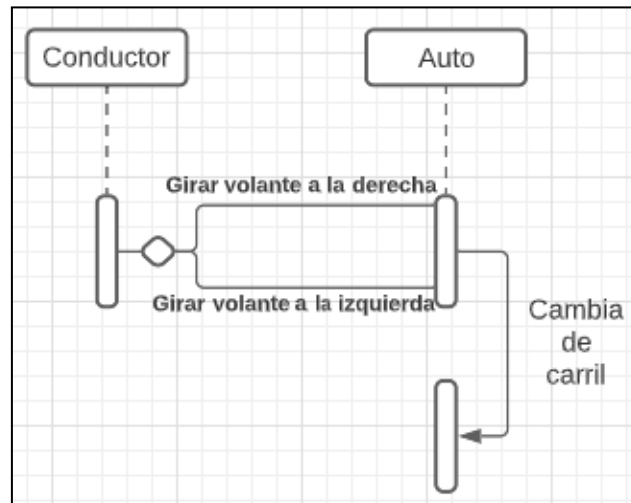 Conductor
Auto
Girar volante a la derecha
Girar volante a la izquierda
Cambia
de
carril